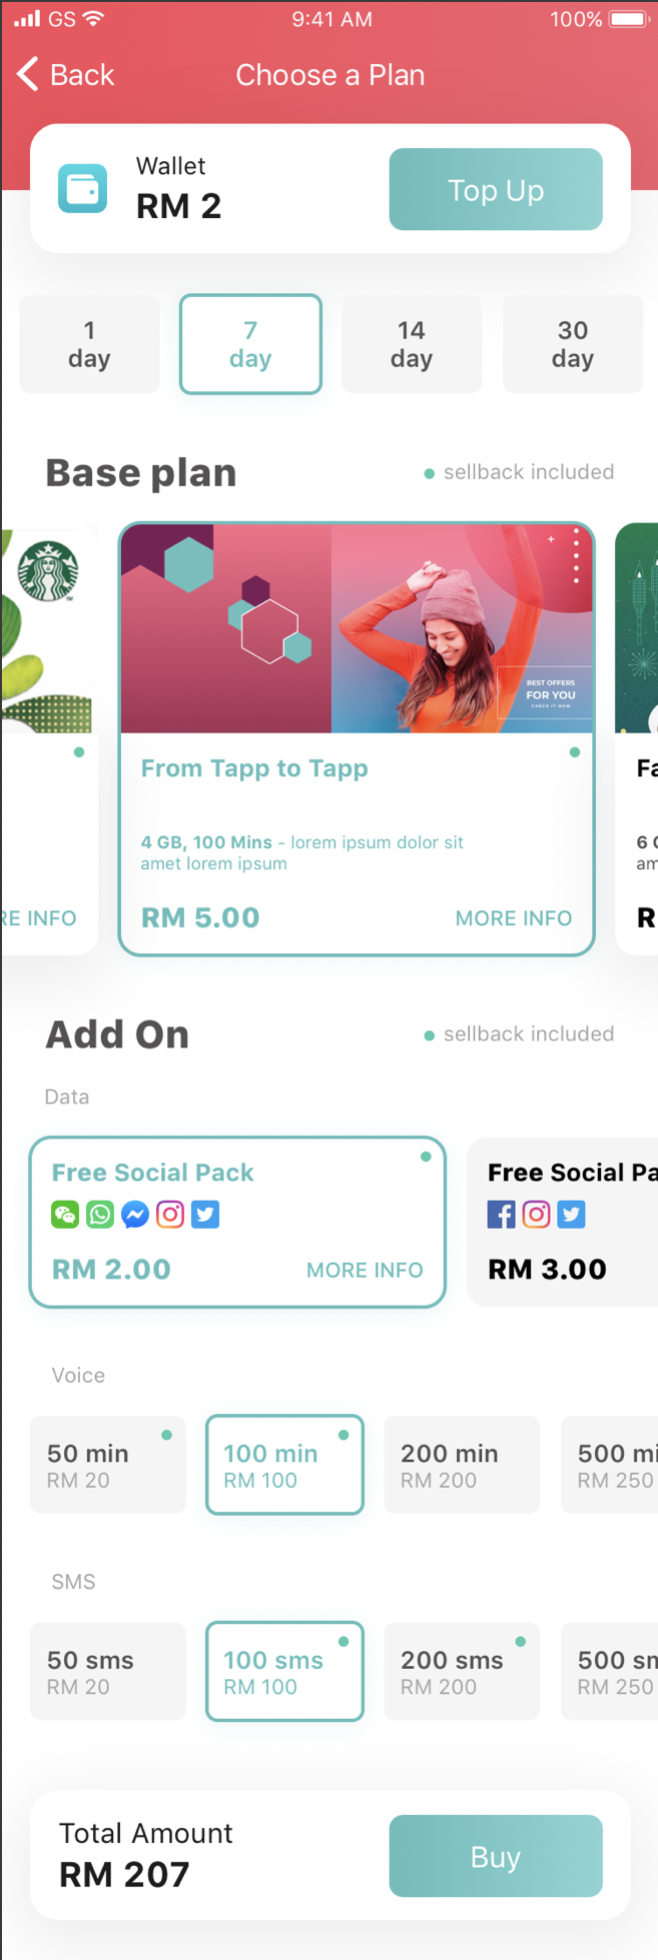 GS 9:41 AM 100%
Back Choose a Plan
Wallet
RM 2
Top Up
1
day
7
day
14
day
30
day
Base plan
sellback included
TM
BEST OFFERS
FOR YOU
CHECK IT NOW
RE INFO
From Tapp to Tapp
4 GB, 100 Mins - lorem ipsum dolor sit
amet lorem ipsum
RM 5.00 MORE INFO
Fa
6 G
am
R
Add On
sellback included
Data
Free Social Pack
RM 2.00 MORE INFO
Free Social Pa
RM 3.00
Voice
50 min
RM 20
100 min
RM 100
200 min
RM 200
500 mi
RM 250
SMS
50 sms
RM 20
100 sms
RM 100
200 sms
RM 200
500 sm
RM 250
Total Amount
RM 207
Buy